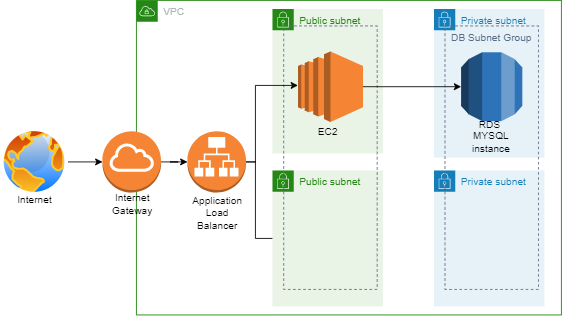 VPC
Public subnet
Private subnet
DB Subnet Group
EC2
RDS
MYSQL
instance
Internet
Internet
Gateway
Application
Load
Balancer
Public subnet
Private subnet